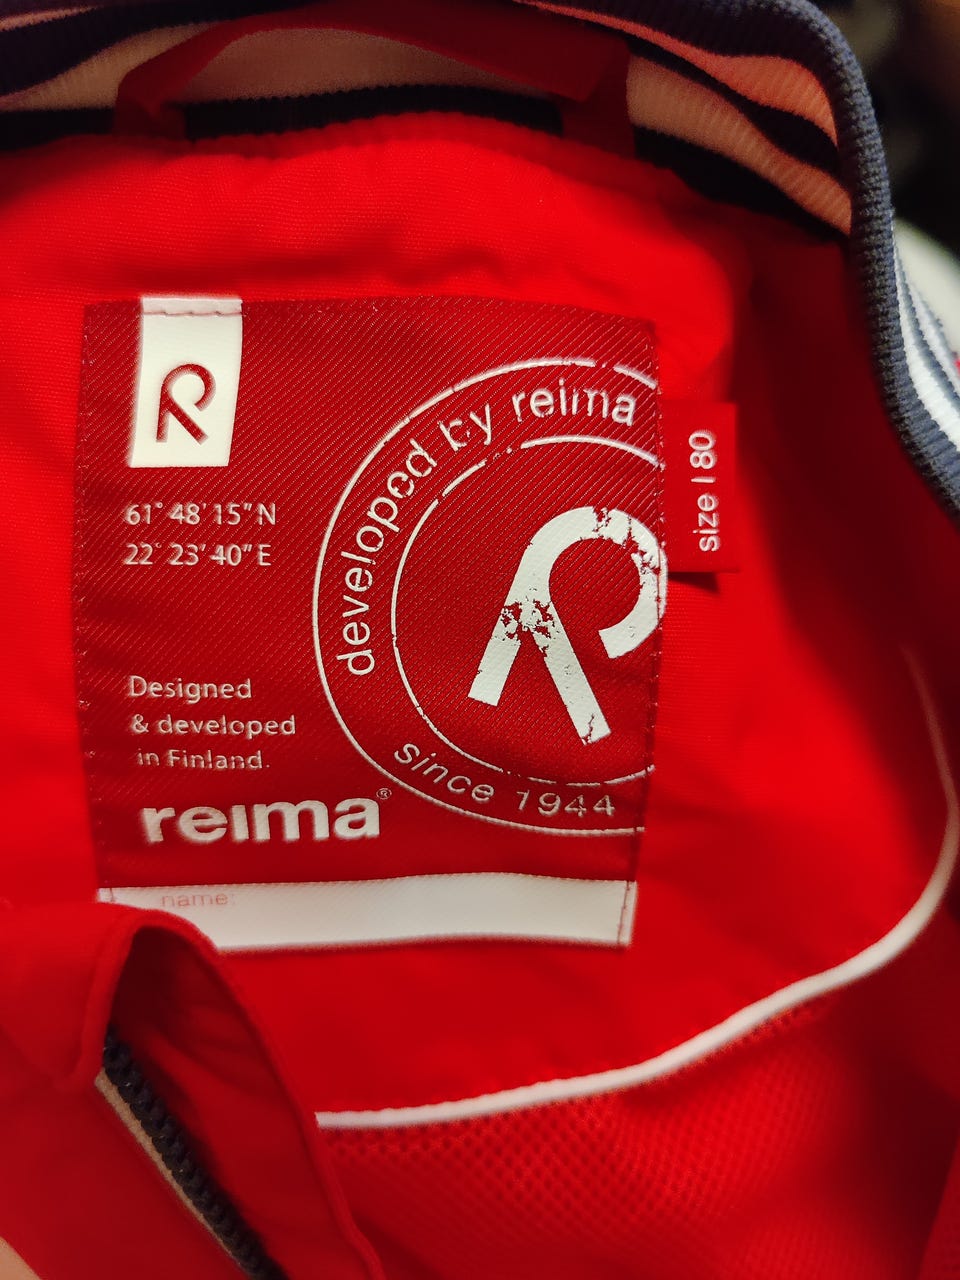 61° 48' 15" N
22° 23' 40" E
developed by reima
since 1944
size | 80
Designed
& developed
in Finland.
reima®
name: